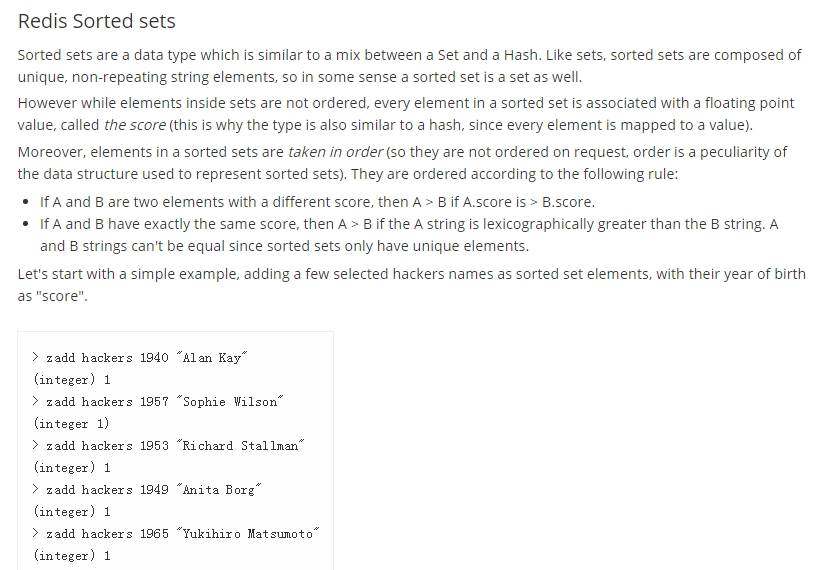 Redis Sorted sets
Sorted sets are a data type which is similar to a mix between a Set and a Hash. Like sets, sorted sets are composed of
unique, non-repeating string elements, so in some sense a sorted set is a set as well.
However while elements inside sets are not ordered, every element in a sorted set is associated with a floating point
value, called the score (this is why the type is also similar to a hash, since every element is mapped to a value).
Moreover, elements in a sorted sets are taken in order (so they are not ordered on request, order is a peculiarity of
the data structure used to represent sorted sets). They are ordered according to the following rule:
• If A and B are two elements with a different score, then A > B if A.score is > B.score.
• If A and B have exactly the same score, then A > B if the A string is lexicographically greater than the B string. A
and B strings can't be equal since sorted sets only have unique elements.
Let's start with a simple example, adding a few selected hackers names as sorted set elements, with their year of birth
as "score".
> zadd hackers 1940 "Alan Kay"
(integer) 1
> zadd hackers 1957 "Sophie Wilson"
(integer 1)
> zadd hackers 1953 "Richard Stallman"
(integer) 1
> zadd hackers 1949 "Anita Borg"
(integer) 1
> zadd hackers 1965 "Yukihiro Matsumoto"
(integer) 1